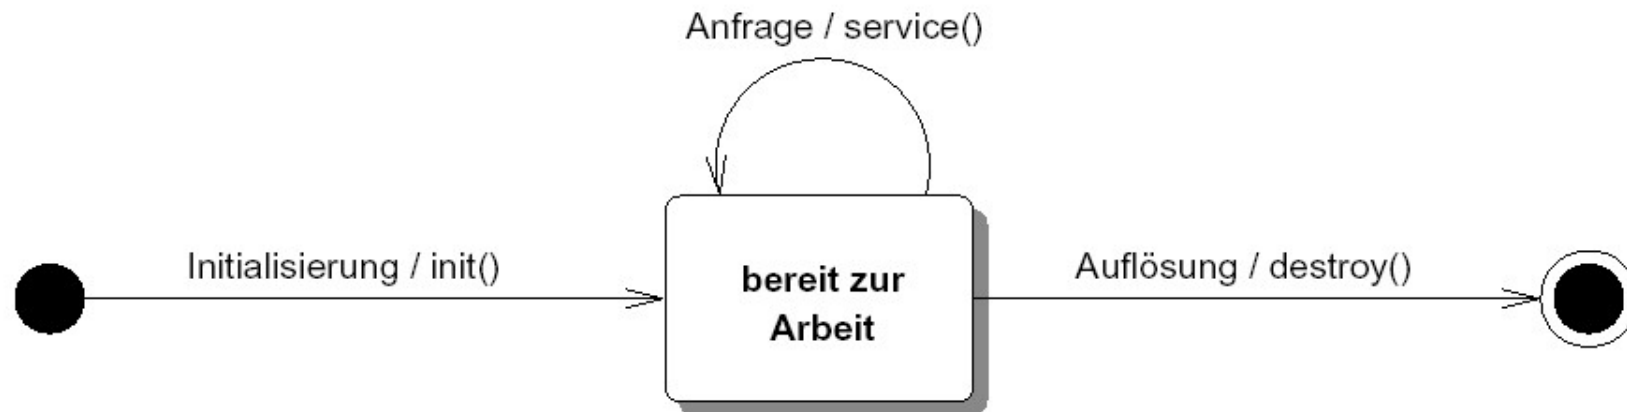 Anfrage / service()
Initialisierung / init()
bereit zur
Arbeit
Auflösung / destroy()